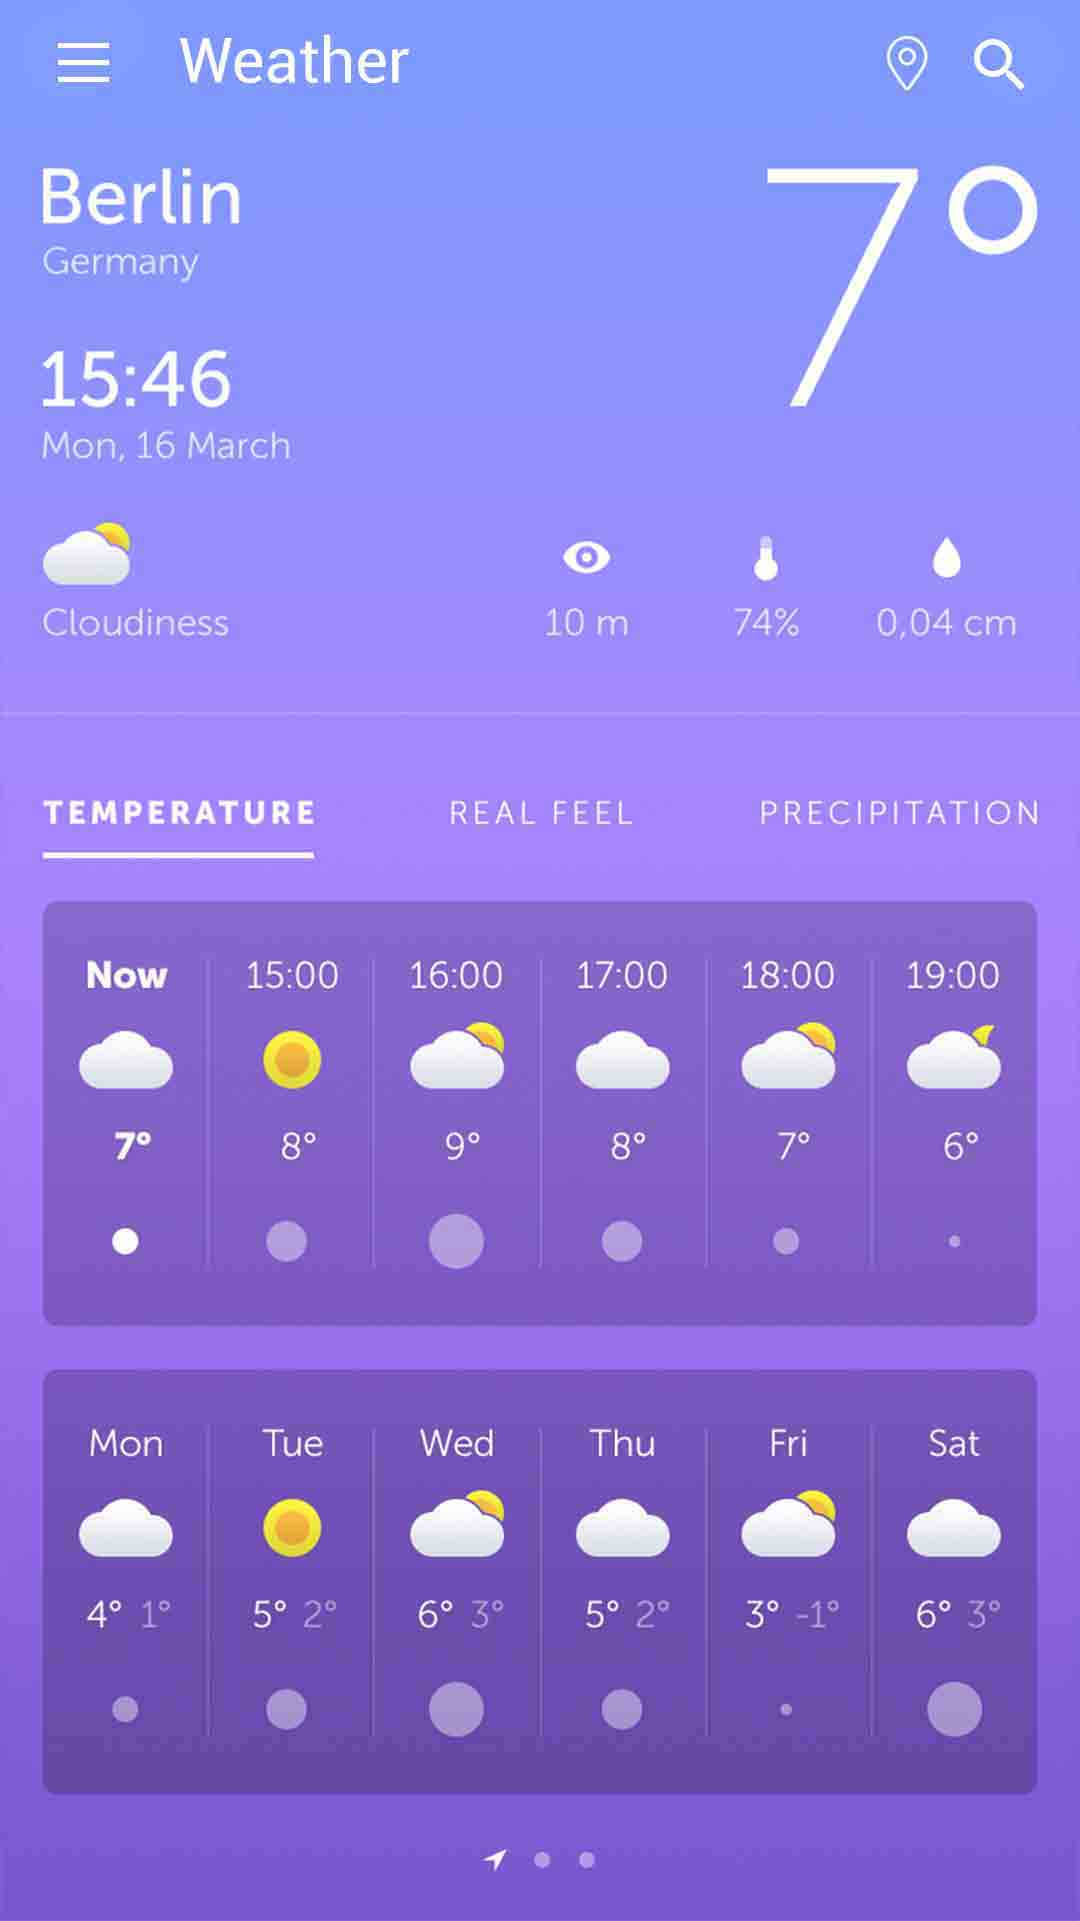 Weather
Berlin
Germany
7°
15:46
Mon, 16 March
Cloudiness
10 m
74%
0,04 cm
TEMPERATURE REAL FEEL PRECIPITATION
Now 15:00 16:00 17:00 18:00 19:00
7° 8° 9° 8° 7° 6°
Mon Tue Wed Thu Fri Sat
4° 1° 5° 2° 6° 3° 5° 2° 3° -1° 6° 3°